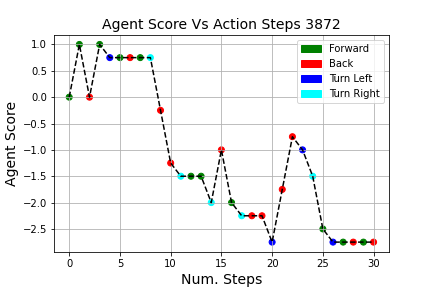 Agent Score Vs Action Steps 3872
Forward
Back
Turn Left
Turn Right
1.0
0.5
0.0
−0.5
−1.0
−1.5
−2.0
−2.5
Agent Score
0 5 10 15 20 25 30
Num. Steps